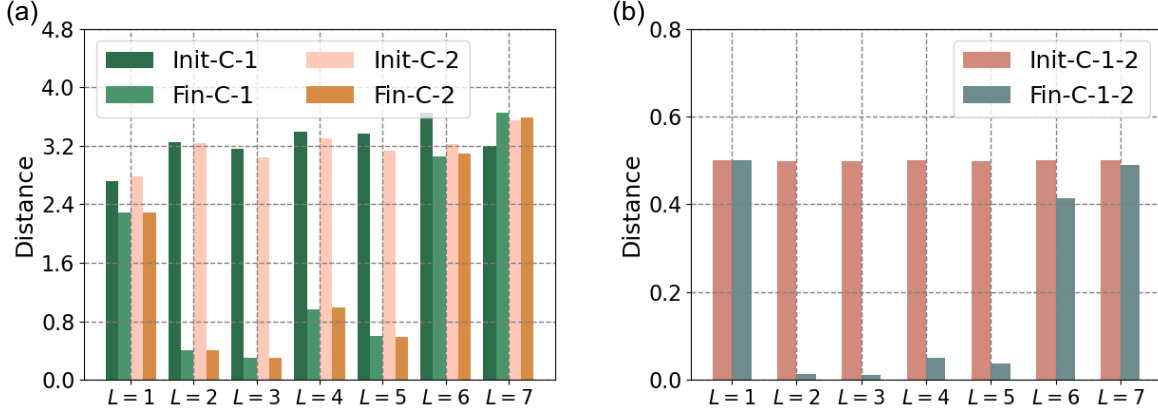 (a)
4.8
4.0
3.2
2.4
1.6
0.8
0.0
Distance
Init-C-1
Fin-C-1
Init-C-2
Fin-C-2
L = 1
L = 2
L = 3
L = 4
L = 5
L = 6
L = 7
(b)
0.8
0.6
0.4
0.2
0.0
Distance
Init-C-1-2
Fin-C-1-2
L = 1
L = 2
L = 3
L = 4
L = 5
L = 6
L = 7